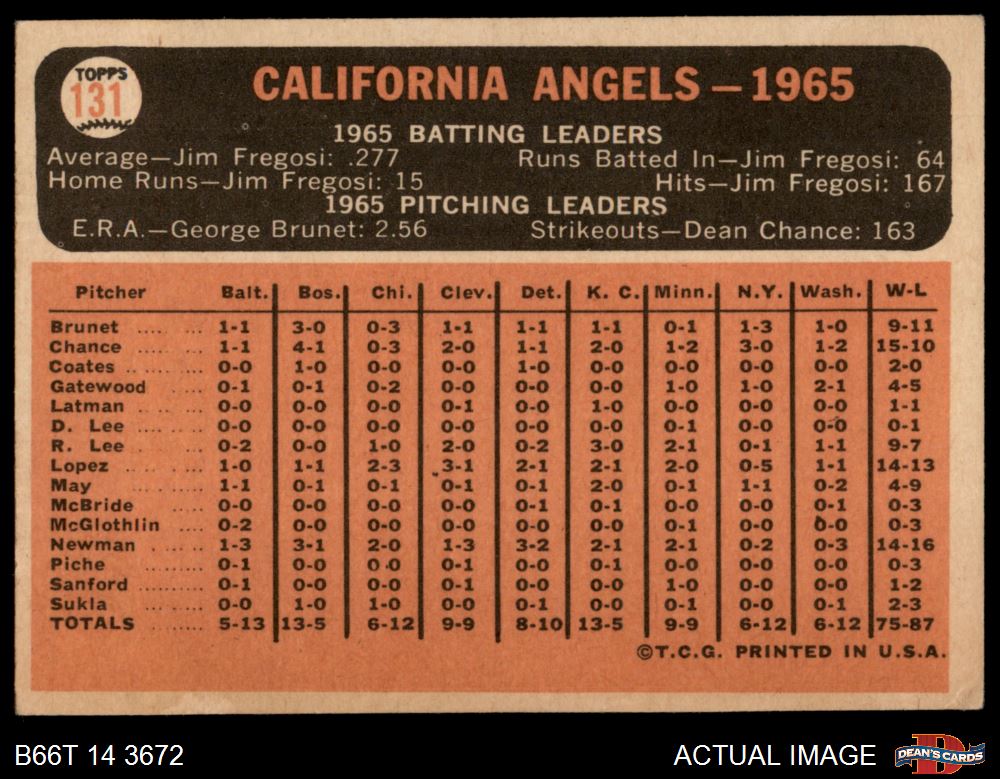 TOPPS
131
CALIFORNIA ANGELS – 1965
1965 BATTING LEADERS
Average—Jim Fregosi: .277 Runs Batted In—Jim Fregosi: 64
Home Runs—Jim Fregosi: 15 Hits—Jim Fregosi: 167
1965 PITCHING LEADERS
E.R.A.—George Brunet: 2.56 Strikeouts—Dean Chance: 163
Pitcher Balt. Bos. Chi. Clev. Det. K. C. Minn. N.Y. Wash. W-L
Brunet ..... ... 1-1 3-0 0-3 1-1 1-1 1-1 0-1 1-3 1-0 9-11
Chance ..... ... 1-1 4-1 0-3 2-0 1-1 2-0 1-2 3-0 1-2 15-10
Coates .. ..... 0-0 1-0 0-0 0-0 1-0 0-0 0-0 0-0 0-0 2-0
Gatewood .... 0-1 0-1 0-2 0-0 0-0 0-0 1-0 1-0 2-1 4-5
Latman .... .... 0-0 0-0 0-0 0-1 0-0 1-0 0-0 0-0 0-0 1-1
D. Lee .... .... 0-0 0-0 0-0 0-0 0-0 0-0 0-1 0-0 0-0 0-1
R. Lee .... .... 0-2 0-0 1-0 2-0 0-2 3-0 2-1 0-1 1-1 9-7
Lopez .... .... 1-0 1-1 2-3 3-1 2-1 2-1 2-0 0-5 1-1 14-13
May .... .... 1-1 0-1 0-1 0-1 0-1 2-0 0-1 1-1 0-2 4-9
McBride .... 0-0 0-0 0-0 0-0 0-1 0-1 0-0 0-0 0-1 0-3
McGlothlin .... 0-2 0-0 0-0 0-0 0-0 0-0 0-1 0-0 0-0 0-3
Newman .... 1-3 3-1 2-0 1-3 3-2 2-1 2-1 0-2 0-3 14-16
Piche .... .... 0-1 0-0 0-0 0-1 0-0 0-1 0-0 0-0 0-0 0-3
Sanford .... 0-1 0-0 0-0 0-1 0-0 0-0 1-0 0-0 0-0 1-2
Sukla .... .... 0-0 1-0 1-0 0-0 0-1 0-0 0-1 0-0 0-1 2-3
TOTALS .... 5-13 13-5 6-12 9-9 8-10 13-5 9-9 6-12 6-12 75-87
©T.C.G. PRINTED IN U.S.A.
B66T 14 3672 ACTUAL IMAGE DEAN'S CARDS